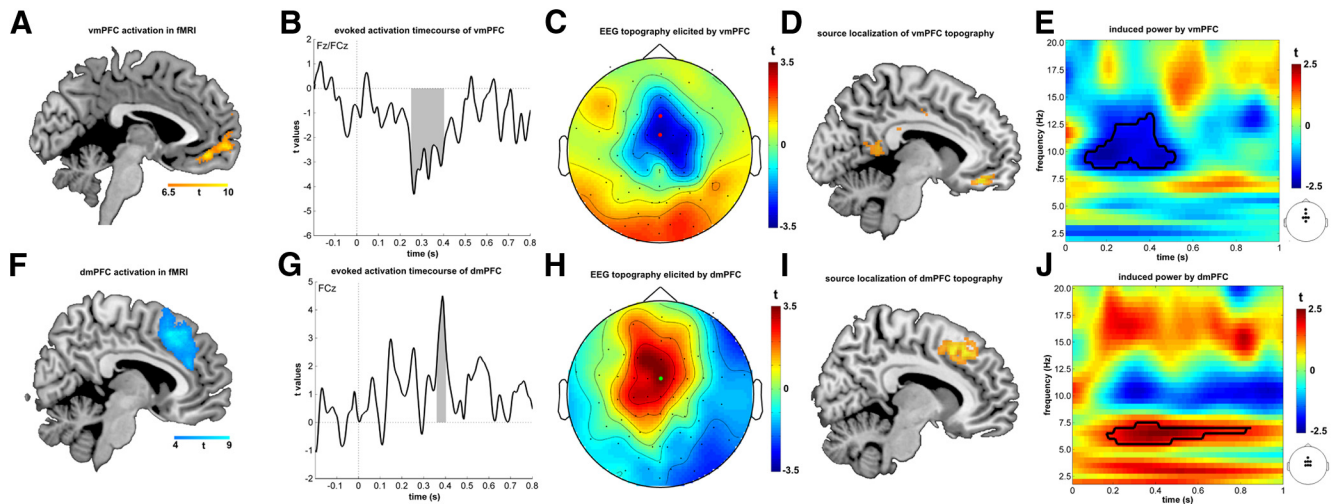 A
vmPFC activation in fMRI
6.5 t 10
B
evoked activation timecourse of vmPFC
Fz/FCz
t values
2
1
0
-1
-2
-3
-4
-5
-6
-0.1 0 0.1 0.2 0.3 0.4 0.5 0.6 0.7 0.8
time (s)
C
EEG topography elicited by vmPFC
t
3.5
0
-3.5
D
source localization of vmPFC topography
E
induced power by vmPFC
frequency (Hz)
20.0
17.5
15.0
12.5
10.0
7.5
5.0
2.5
0 0.2 0.4 0.6 0.8 1
time (s)
t
2.5
0
-2.5
F
dmPFC activation in fMRI
4 t 9
G
evoked activation timecourse of dmPFC
FCz
t values
5
4
3
2
1
0
-1
-2
-0.1 0 0.1 0.2 0.3 0.4 0.5 0.6 0.7 0.8
time (s)
H
EEG topography elicited by dmPFC
t
3.5
0
-3.5
I
source localization of dmPFC topography
J
induced power by dmPFC
frequency (Hz)
20.0
17.5
15.0
12.5
10.0
7.5
5.0
2.5
0 0.2 0.4 0.6 0.8 1
time (s)
t
2.5
0
-2.5